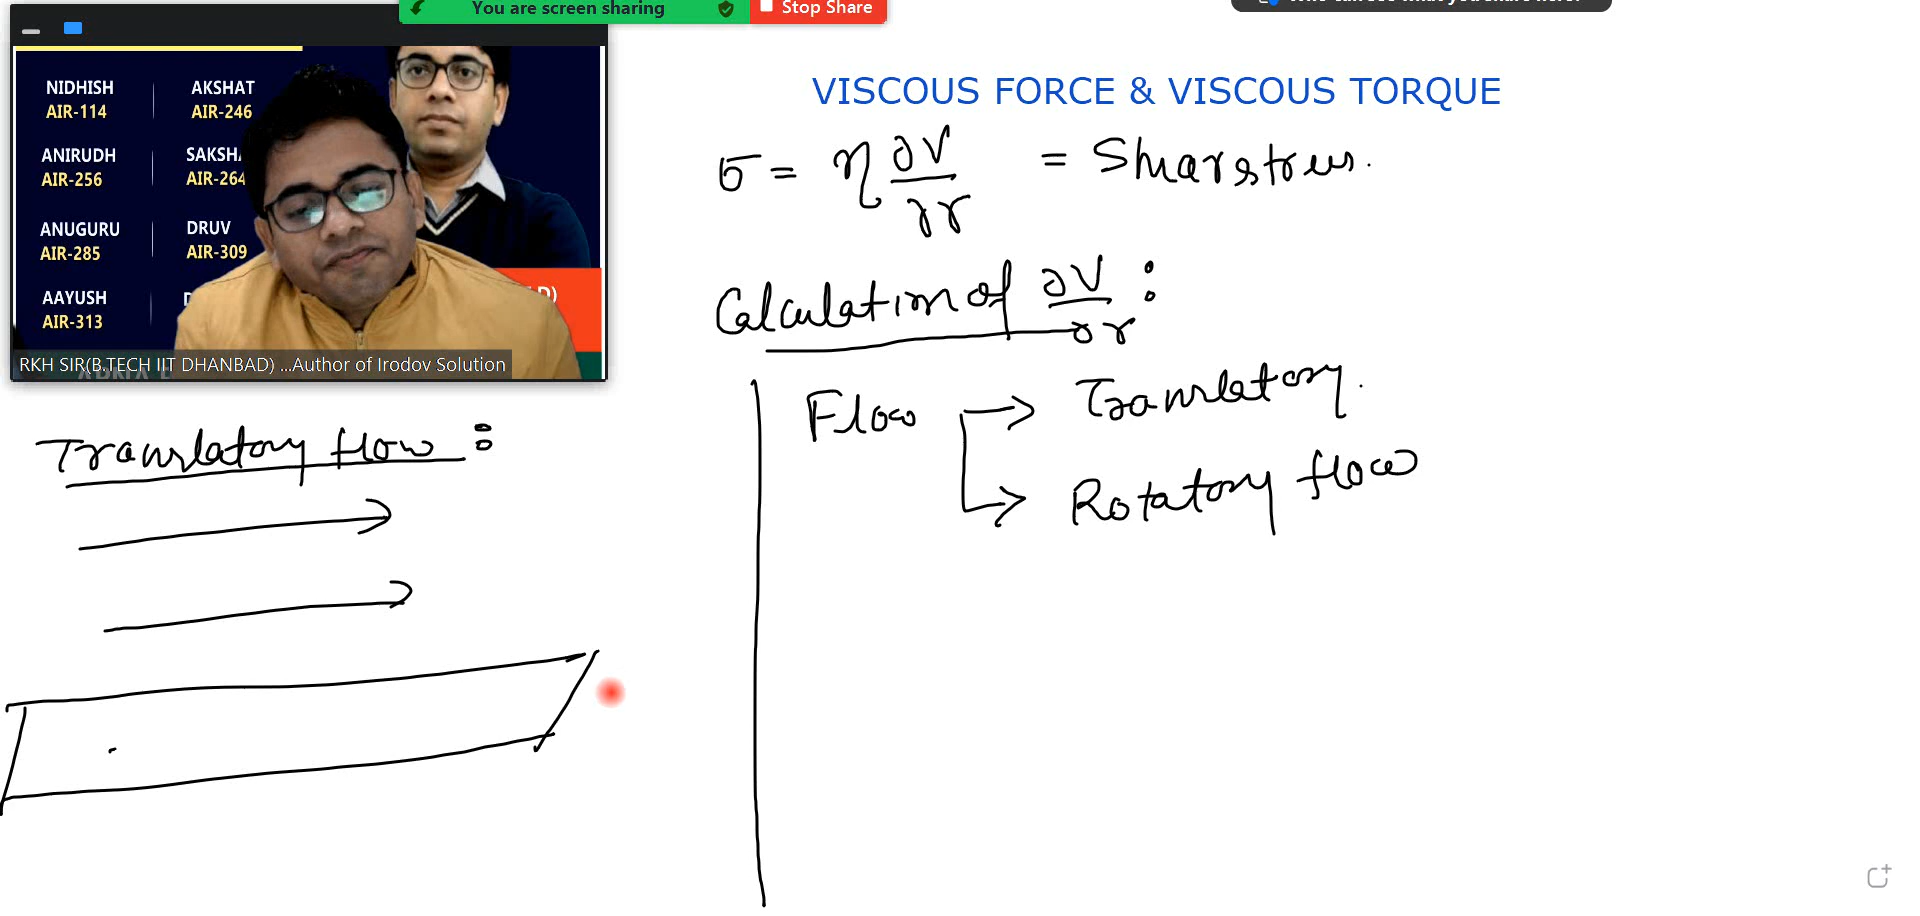 You are screen sharing
Stop Share
NIDHISH
AIR-114
AKSHAT
AIR-246
ANIRUDH
AIR-256
AIR-264
ANUGURU
AIR-285
DRUV
AIR-309
AAYUSH
AIR-313
RKH SIR(B.TECH IIT DHANBAD) ...Author of Irodov Solution
VISCOUS FORCE & VISCOUS TORQUE
σ = η ∂V/∂r = Shear stress.
Calculation of ∂V/∂r :
Flow → Translatory.
→ Rotatory flow
Translatory flow :